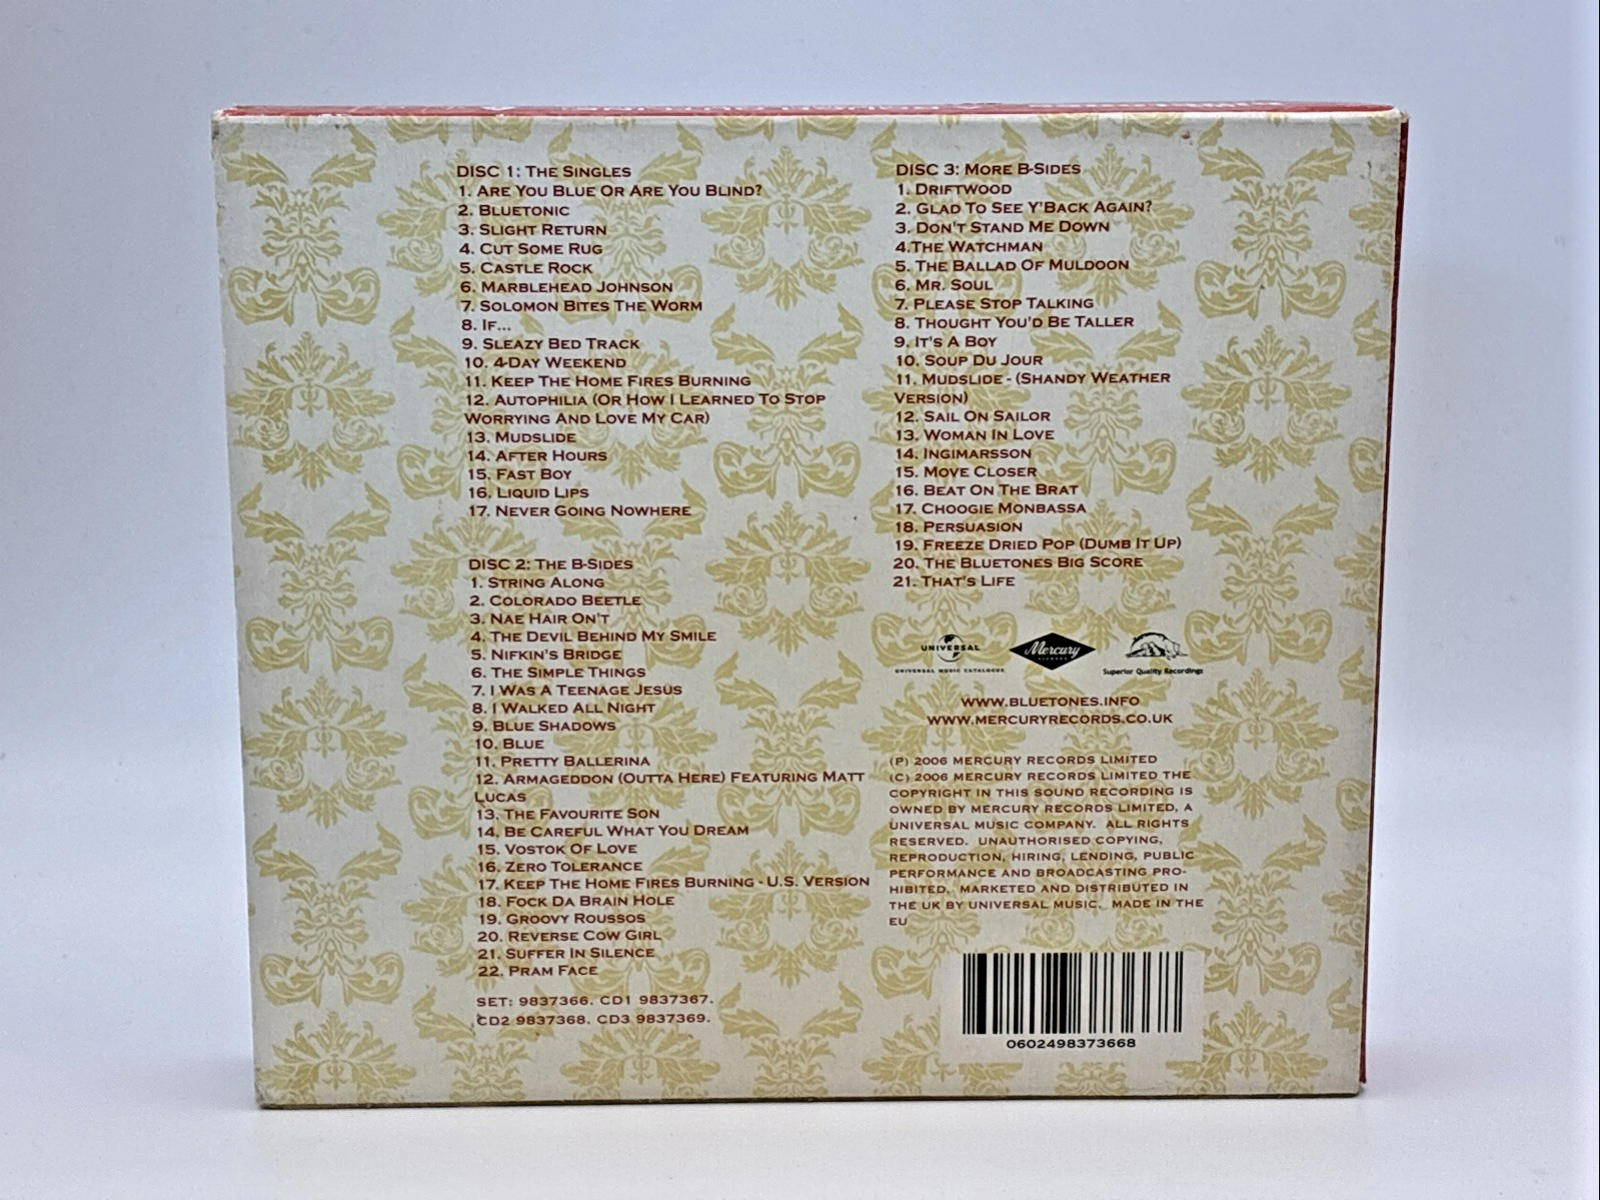 DISC 1: THE SINGLES
1. ARE YOU BLUE OR ARE YOU BLIND?
2. BLUETONIC
3. SLIGHT RETURN
4. CUT SOME RUG
5. CASTLE ROCK
6. MARBLEHEAD JOHNSON
7. SOLOMON BITES THE WORM
8. IF...
9. SLEAZY BED TRACK
10. 4-DAY WEEKEND
11. KEEP THE HOME FIRES BURNING
12. AUTOPHILIA (OR HOW I LEARNED TO STOP
WORRYING AND LOVE MY CAR)
13. MUDSLIDE
14. AFTER HOURS
15. FAST BOY
16. LIQUID LIPS
17. NEVER GOING NOWHERE
DISC 2: THE B-SIDES
1. STRING ALONG
2. COLORADO BEETLE
3. NAE HAIR ON'T
4. THE DEVIL BEHIND MY SMILE
5. NIFKIN'S BRIDGE
6. THE SIMPLE THINGS
7. I WAS A TEENAGE JESUS
8. I WALKED ALL NIGHT
9. BLUE SHADOWS
10. BLUE
11. PRETTY BALLERINA
12. ARMAGEDDON (OUTTA HERE) FEATURING MATT
LUCAS
13. THE FAVOURITE SON
14. BE CAREFUL WHAT YOU DREAM
15. VOSTOK OF LOVE
16. ZERO TOLERANCE
17. KEEP THE HOME FIRES BURNING - U.S. VERSION
18. FOCK DA BRAIN HOLE
19. GROOVY ROUSSOS
20. REVERSE COW GIRL
21. SUFFER IN SILENCE
22. PRAM FACE
SET: 9837366. CD1 9837367.
CD2 9837368. CD3 9837369.
DISC 3: MORE B-SIDES
1. DRIFTWOOD
2. GLAD TO SEE Y'BACK AGAIN?
3. DON'T STAND ME DOWN
4.THE WATCHMAN
5. THE BALLAD OF MULDOON
6. MR. SOUL
7. PLEASE STOP TALKING
8. THOUGHT YOU'D BE TALLER
9. IT'S A BOY
10. SOUP DU JOUR
11. MUDSLIDE - (SHANDY WEATHER
VERSION)
12. SAIL ON SAILOR
13. WOMAN IN LOVE
14. INGIMARSSON
15. MOVE CLOSER
16. BEAT ON THE BRAT
17. CHOOGIE MONBASSA
18. PERSUASION
19. FREEZE DRIED POP (DUMB IT UP)
20. THE BLUETONES BIG SCORE
21. THAT'S LIFE
UNIVERSAL
UNIVERSAL MUSIC CATALOGUE
Mercury
RECORDS
Superior Quality Recordings
WWW.BLUETONES.INFO
WWW.MERCURYRECORDS.CO.UK
(P) 2006 MERCURY RECORDS LIMITED
(C) 2006 MERCURY RECORDS LIMITED THE
COPYRIGHT IN THIS SOUND RECORDING IS
OWNED BY MERCURY RECORDS LIMITED, A
UNIVERSAL MUSIC COMPANY. ALL RIGHTS
RESERVED. UNAUTHORISED COPYING,
REPRODUCTION, HIRING, LENDING, PUBLIC
PERFORMANCE AND BROADCASTING PRO-
HIBITED. MARKETED AND DISTRIBUTED IN
THE UK BY UNIVERSAL MUSIC. MADE IN THE
EU
0602498373668